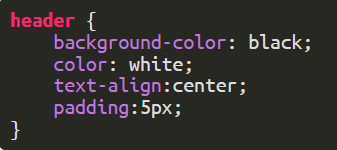 header {
    background-color: black;
    color: white;
    text-align:center;
    padding:5px;
}